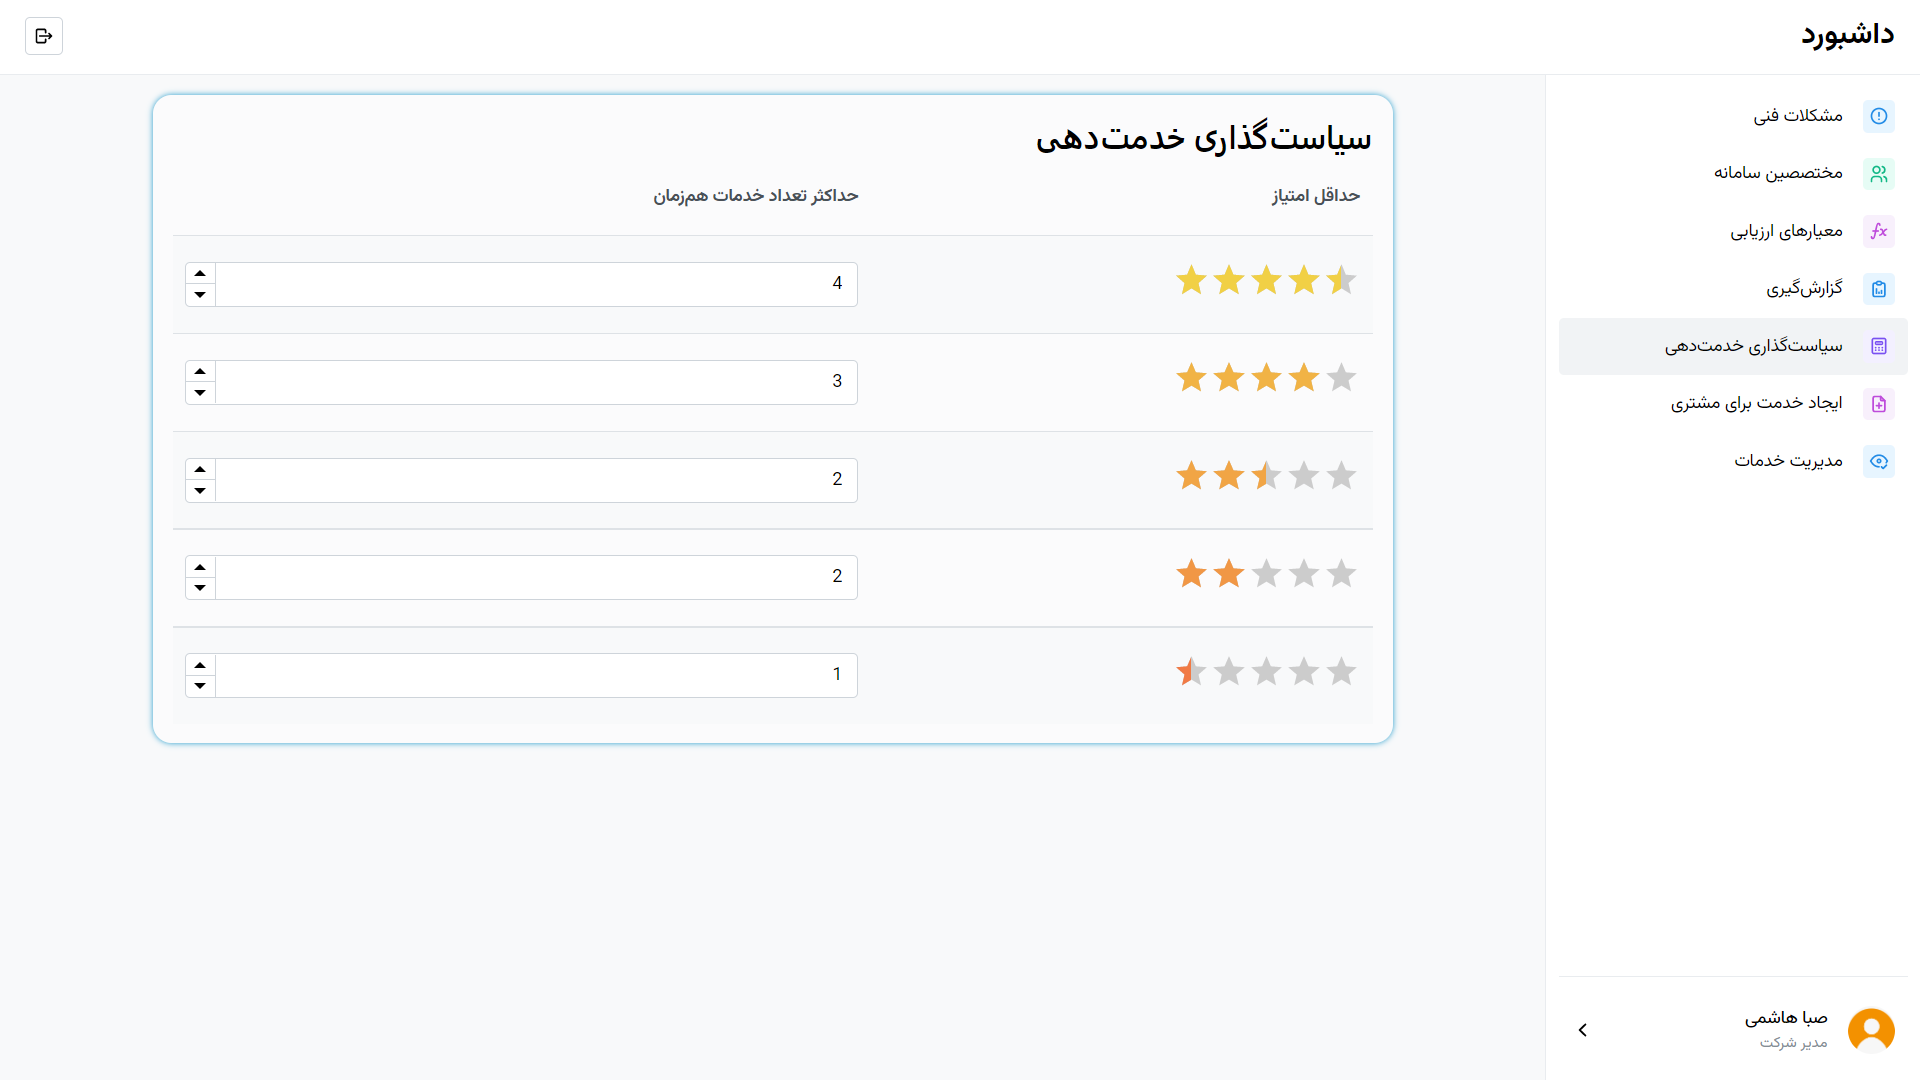 داشبورد
مشکلات فنی
مختصصین سامانه
معیارهای ارزیابی
گزارش‌گیری
سیاست‌گذاری خدمت‌دهی
ایجاد خدمت برای مشتری
مدیریت خدمات
صبا هاشمی
مدیر شرکت
سیاست‌گذاری خدمت‌دهی
حداقل امتیاز حداکثر تعداد خدمات هم‌زمان
4
3
2
2
1